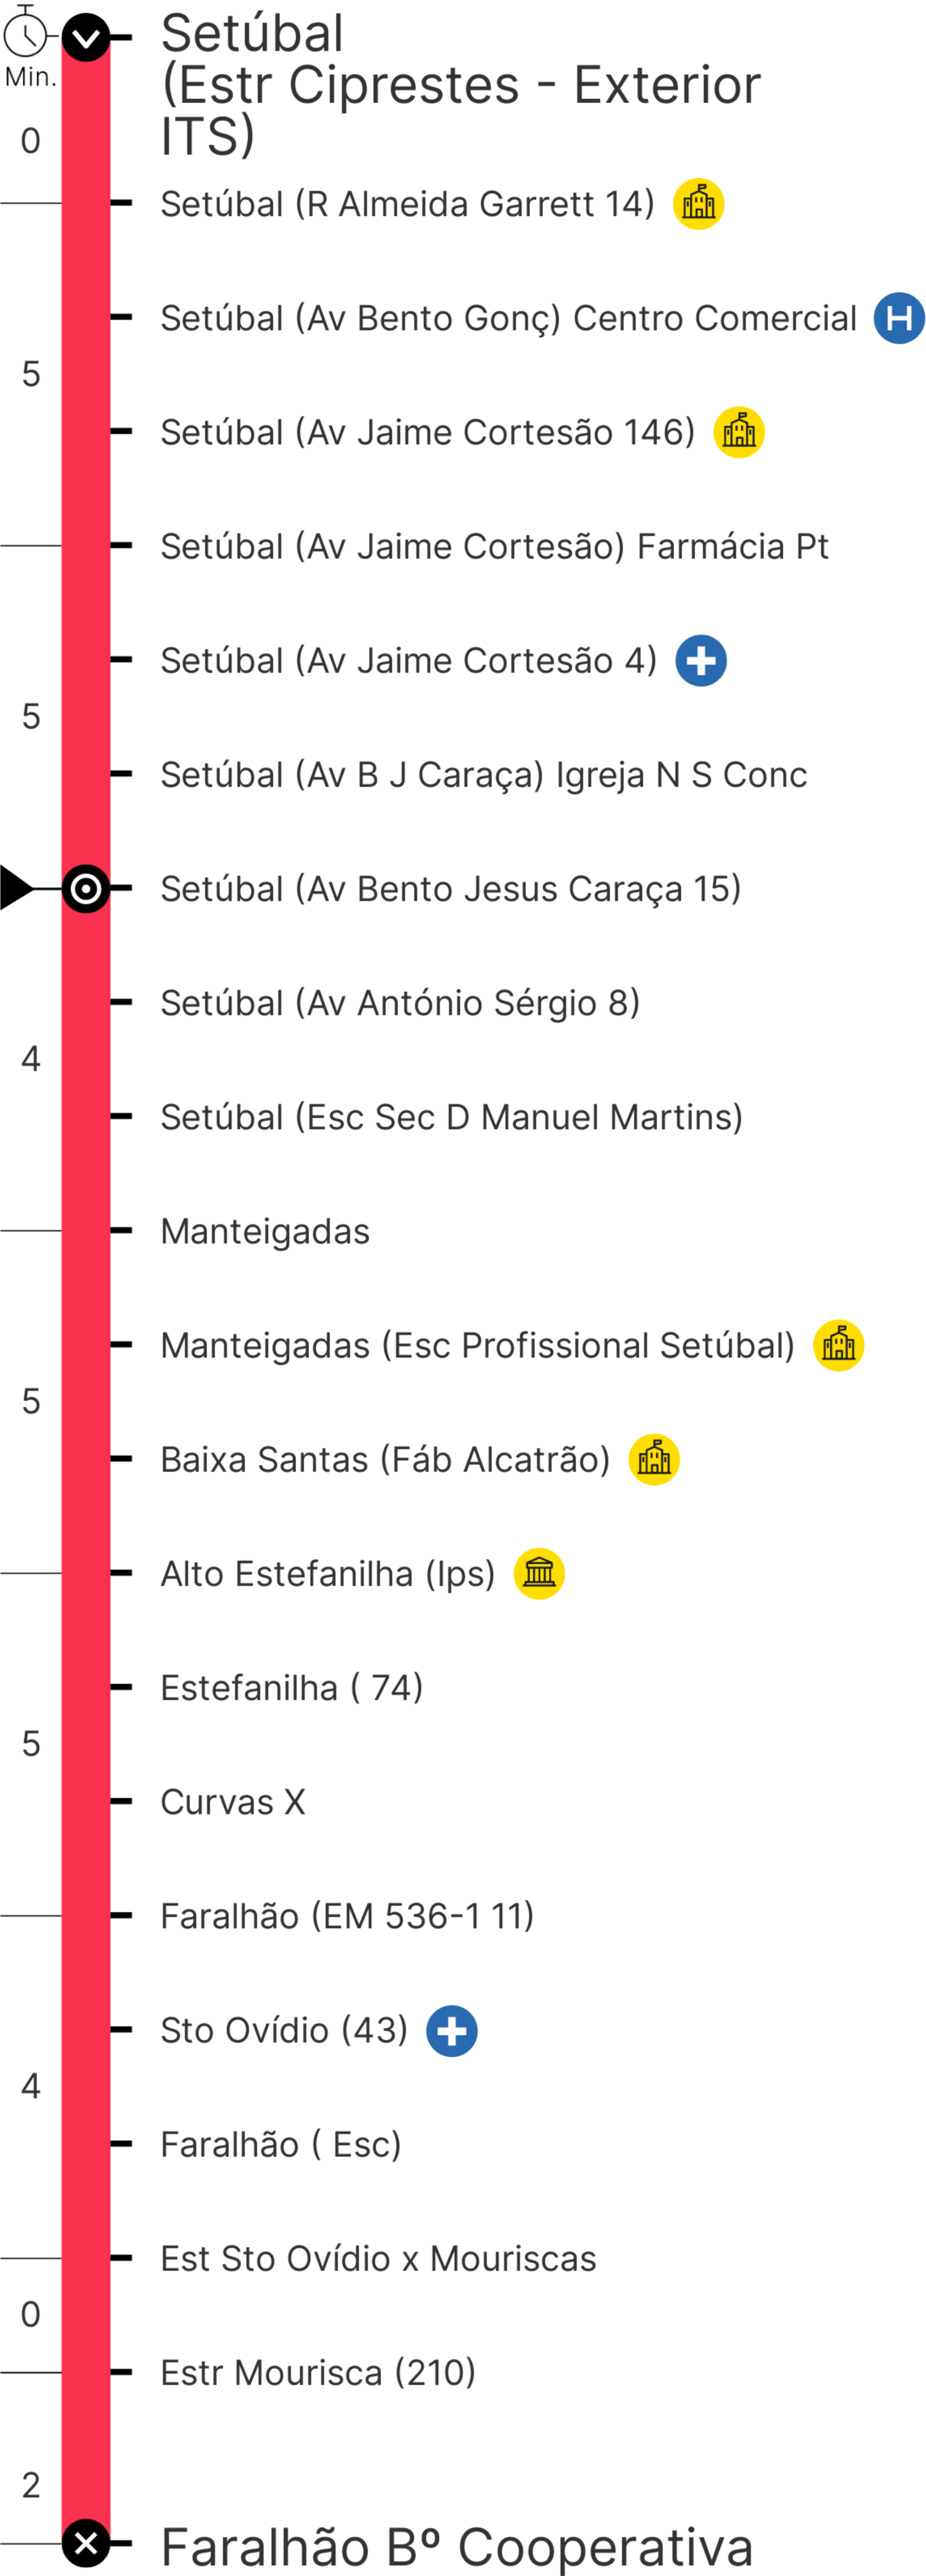 Setúbal
(Estr Ciprestes - Exterior
ITS)
Min.
0
Setúbal (R Almeida Garrett 14)
Setúbal (Av Bento Gonç) Centro Comercial H
5
Setúbal (Av Jaime Cortesão 146)
Setúbal (Av Jaime Cortesão) Farmácia Pt
Setúbal (Av Jaime Cortesão 4)
5
Setúbal (Av B J Caraça) Igreja N S Conc
Setúbal (Av Bento Jesus Caraça 15)
Setúbal (Av António Sérgio 8)
4
Setúbal (Esc Sec D Manuel Martins)
Manteigadas
Manteigadas (Esc Profissional Setúbal)
5
Baixa Santas (Fáb Alcatrão)
Alto Estefanilha (Ips)
Estefanilha ( 74)
5
Curvas X
Faralhão (EM 536-1 11)
Sto Ovídio (43)
4
Faralhão ( Esc)
Est Sto Ovídio x Mouriscas
0
Estr Mourisca (210)
2
Faralhão Bº Cooperativa